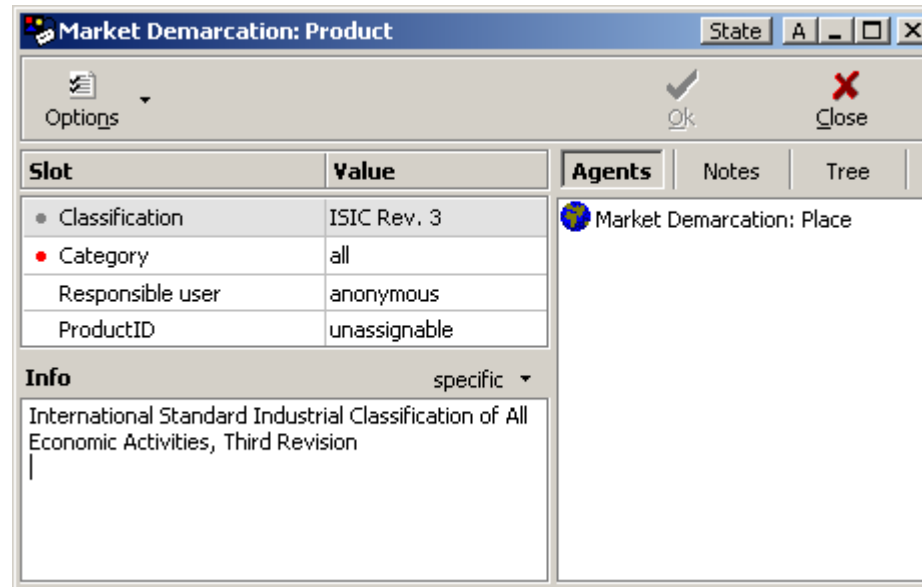 Market Demarcation: Product State A
Options Ok Close
Slot Value
Classification ISIC Rev. 3
Category all
Responsible user anonymous
ProductID unassignable
Info specific
International Standard Industrial Classification of All
Economic Activities, Third Revision
Agents Notes Tree
Market Demarcation: Place